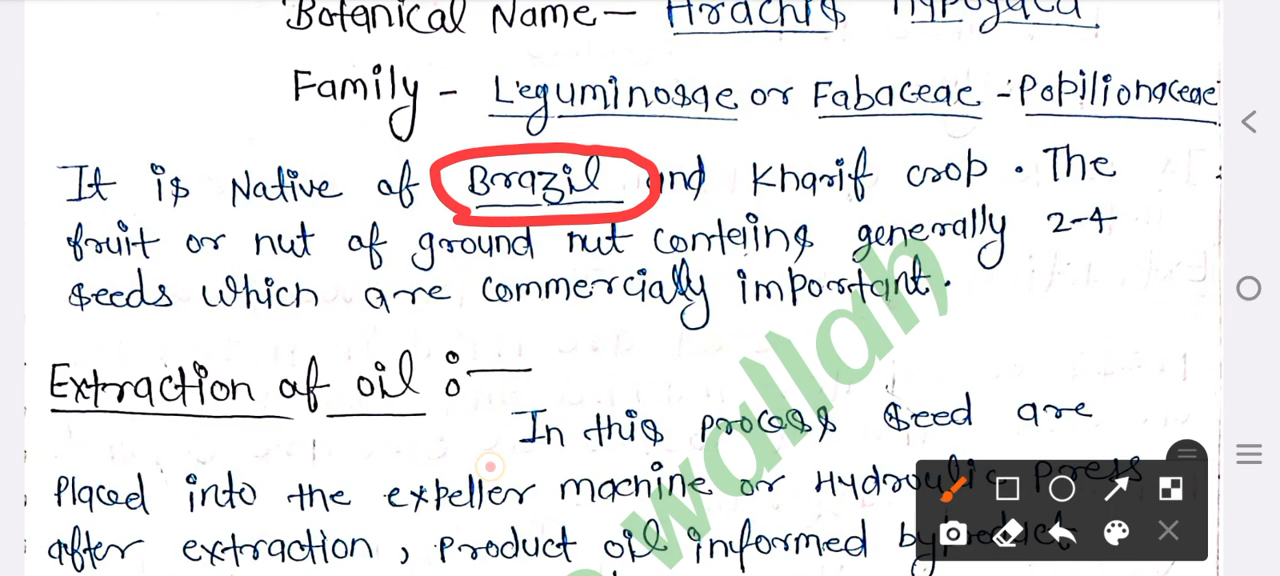 Botanical Name - Arachis hypogaea
Family - Leguminosae or Fabaceae - Papilionaceae
It is Native of Brazil and Kharif crop. The
fruit or nut of ground nut conteins generally 2-4
seeds which are commercially important.
Extraction of oil :-
In this process seed are
Placed into the expeller machine or Hydraulic press
after extraction, product oil informed byproduct
wallah